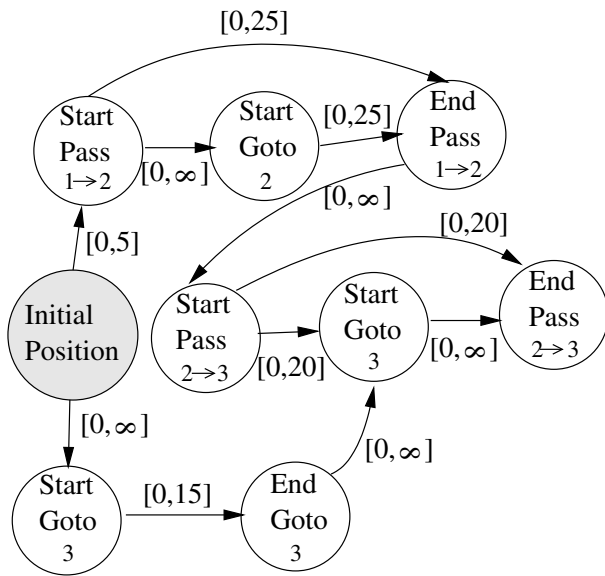 [0,25]
Start
Pass
1→2
[0,∞]
Start
Goto
2
[0,25]
End
Pass
1→2
[0,∞]
[0,5]
Initial
Position
Start
Pass
2→3
[0,20]
[0,20]
Start
Goto
3
[0,∞]
End
Pass
2→3
[0,∞]
Start
Goto
3
[0,15]
End
Goto
3
[0,∞]